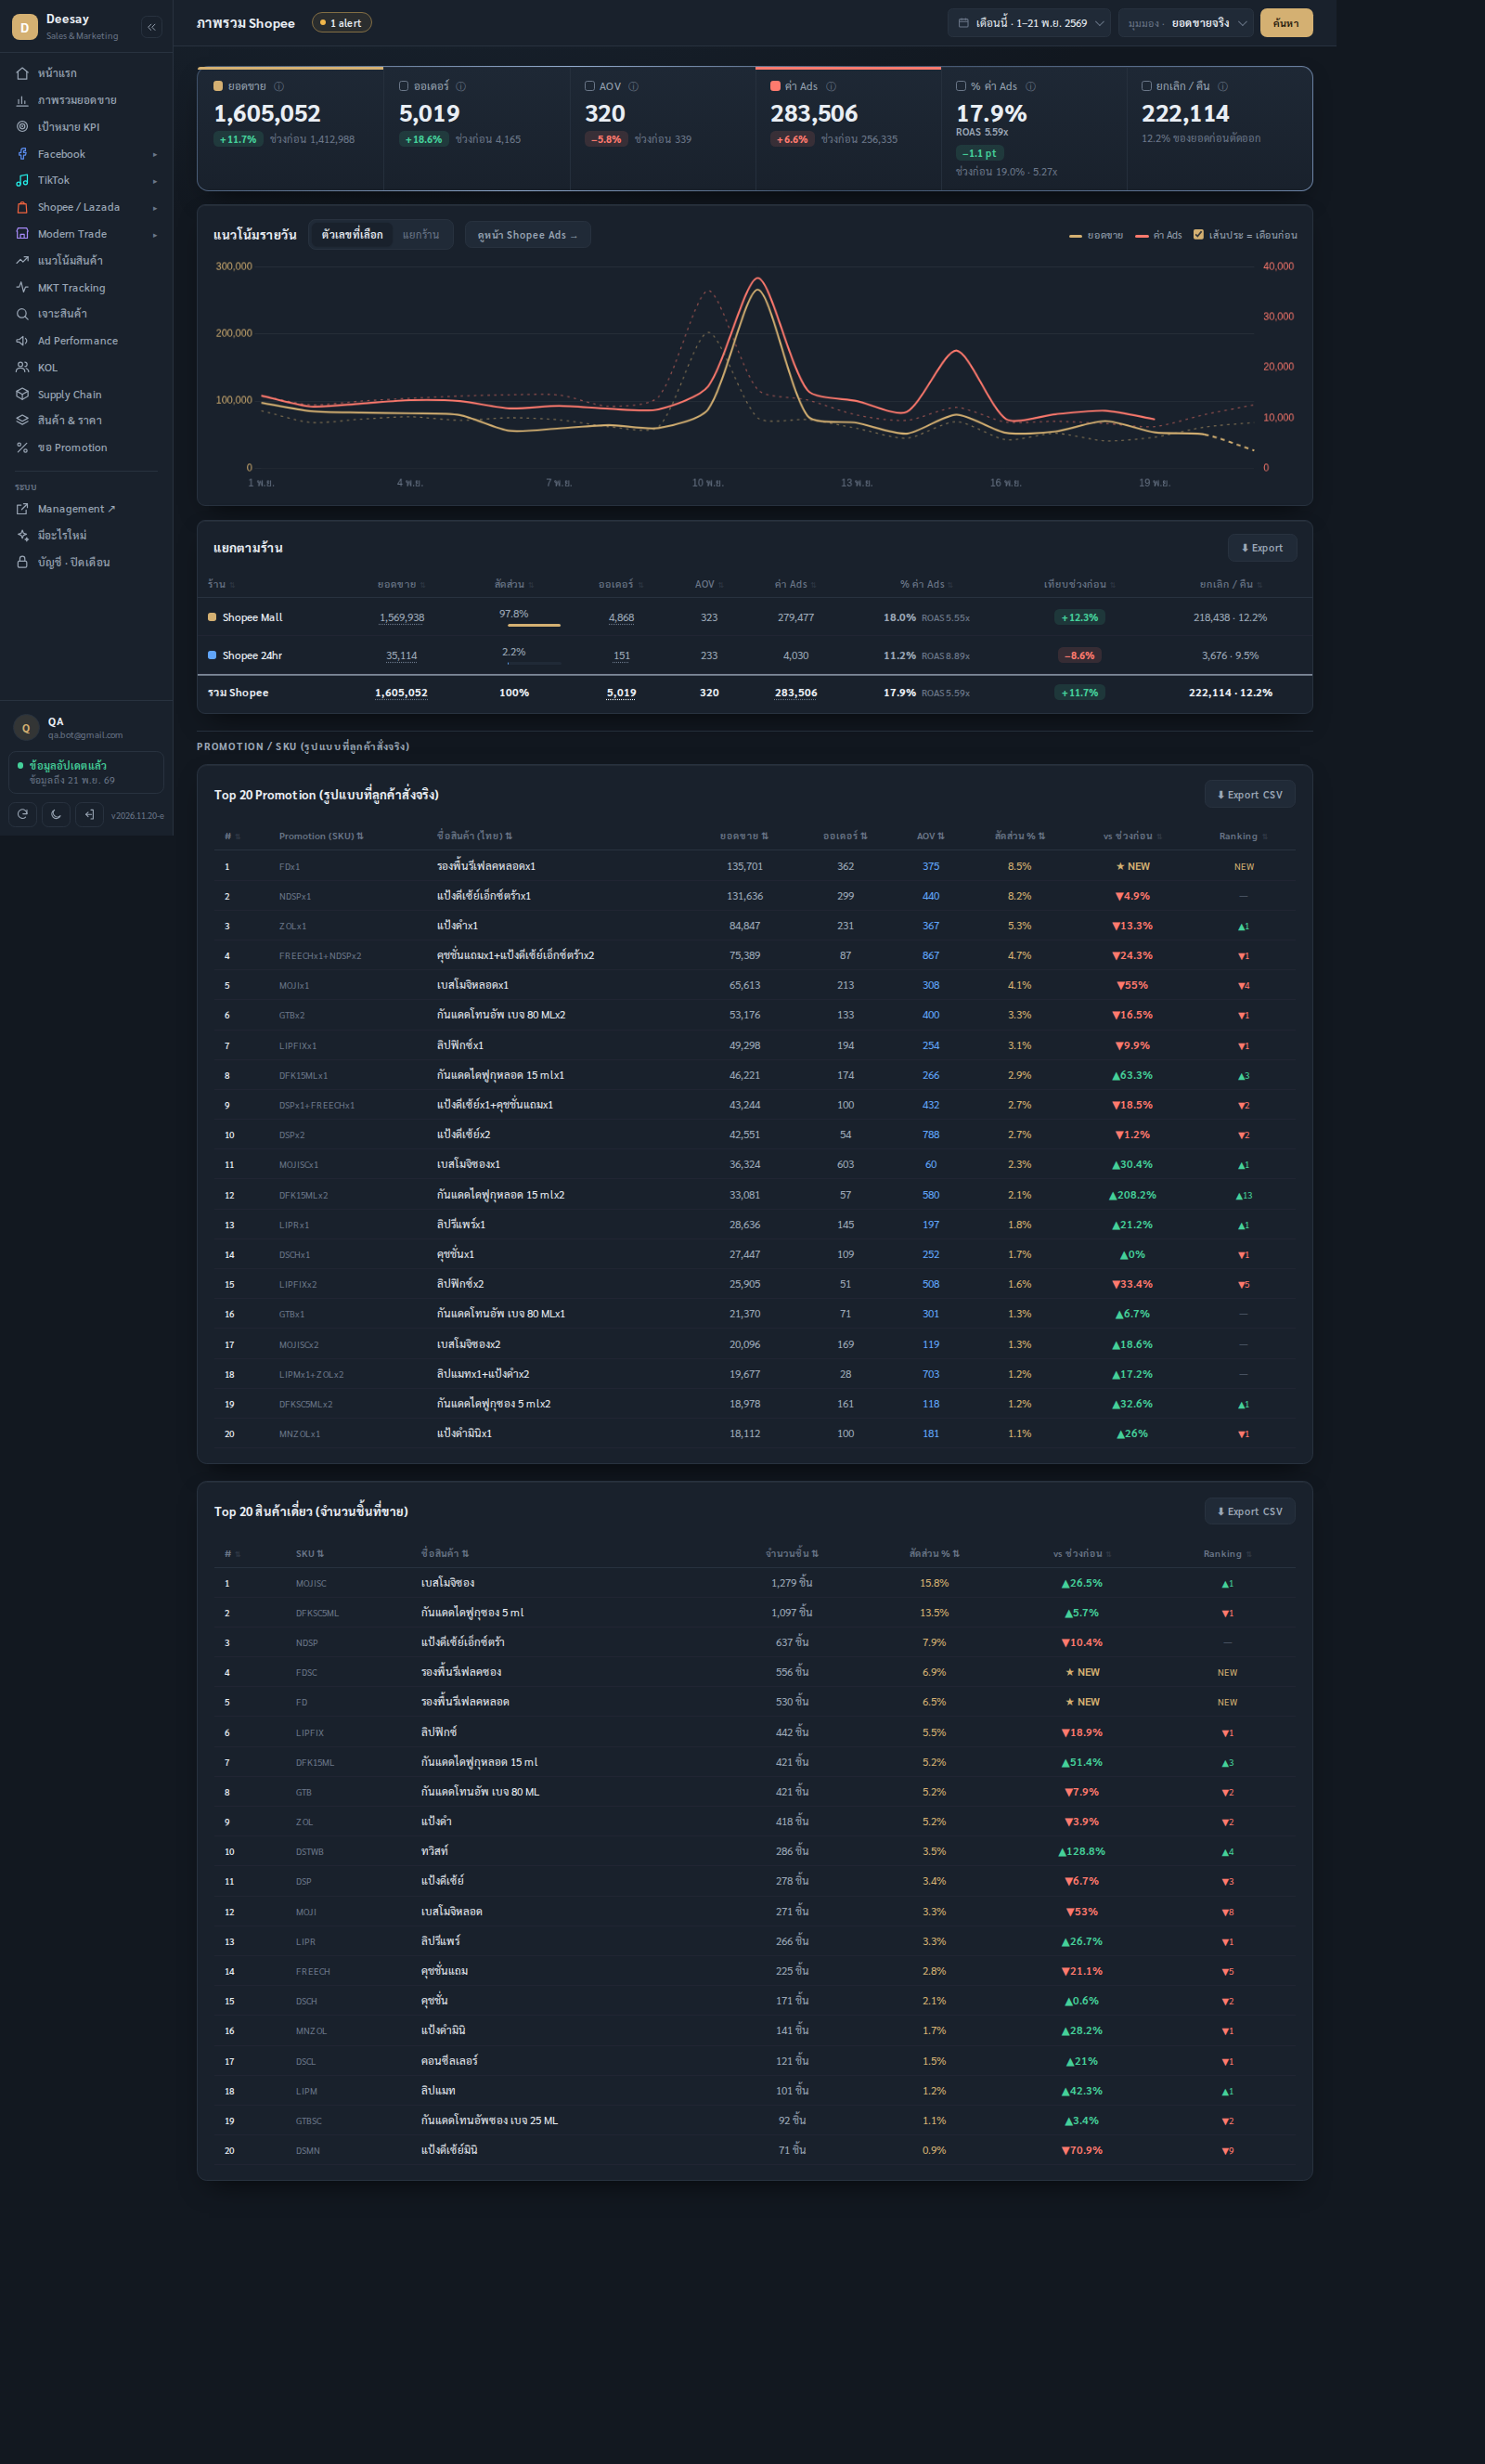 D
Deesay
Sales & Marketing
หน้าแรก
ภาพรวมยอดขาย
เป้าหมาย KPI
Facebook
TikTok
Shopee / Lazada
Modern Trade
แนวโน้มสินค้า
MKT Tracking
เจาะสินค้า
Ad Performance
KOL
Supply Chain
สินค้า & ราคา
ขอ Promotion
ระบบ
Management ↗
มีอะไรใหม่
บัญชี · ปิดเดือน
Q
QA
qa.bot@gmail.com
ข้อมูลอัปเดตแล้ว
ข้อมูลถึง 21 พ.ย. 69
v2026.11.20-e
ภาพรวม Shopee
1 alert
เดือนนี้ · 1–21 พ.ย. 2569
มุมมอง · ยอดขายจริง
ค้นหา
ยอดขาย ⓘ
1,605,052
+11.7% ช่วงก่อน 1,412,988
ออเดอร์ ⓘ
5,019
+18.6% ช่วงก่อน 4,165
AOV ⓘ
320
−5.8% ช่วงก่อน 339
ค่า Ads ⓘ
283,506
+6.6% ช่วงก่อน 256,335
% ค่า Ads ⓘ
17.9%
ROAS 5.59x
−1.1 pt
ช่วงก่อน 19.0% · 5.27x
ยกเลิก / คืน ⓘ
222,114
12.2% ของยอดก่อนตัดออก
แนวโน้มรายวัน ตัวเลขที่เลือก แยกร้าน ดูหน้า Shopee Ads →
ยอดขาย ค่า Ads เส้นประ = เดือนก่อน
300,000 40,000
30,000
200,000
20,000
100,000
10,000
0 0
1 พ.ย. 4 พ.ย. 7 พ.ย. 10 พ.ย. 13 พ.ย. 16 พ.ย. 19 พ.ย.
แยกตามร้าน
⬇ Export
ร้าน ยอดขาย สัดส่วน ออเดอร์ AOV ค่า Ads % ค่า Ads เทียบช่วงก่อน ยกเลิก / คืน
Shopee Mall 1,569,938 97.8% 4,868 323 279,477 18.0% ROAS 5.55x +12.3% 218,438 · 12.2%
Shopee 24hr 35,114 2.2% 151 233 4,030 11.2% ROAS 8.89x −8.6% 3,676 · 9.5%
รวม Shopee 1,605,052 100% 5,019 320 283,506 17.9% ROAS 5.59x +11.7% 222,114 · 12.2%
PROMOTION / SKU (รูปแบบที่ลูกค้าสั่งจริง)
Top 20 Promotion (รูปแบบที่ลูกค้าสั่งจริง)
⬇ Export CSV
# Promotion (SKU) ⇅ ชื่อสินค้า (ไทย) ⇅ ยอดขาย ⇅ ออเดอร์ ⇅ AOV ⇅ สัดส่วน % ⇅ vs ช่วงก่อน Ranking
1 FDx1 รองพื้นรีเฟลคหลอดx1 135,701 362 375 8.5% ★ NEW NEW
2 NDSPx1 แป้งดีเซ้ย์เอ็กซ์ตร้าx1 131,636 299 440 8.2% ▼4.9% —
3 ZOLx1 แป้งดำx1 84,847 231 367 5.3% ▼13.3% ▲1
4 FREECHx1+NDSPx2 คุชชั่นแถมx1+แป้งดีเซ้ย์เอ็กซ์ตร้าx2 75,389 87 867 4.7% ▼24.3% ▼1
5 MOJIx1 เบสโมจิหลอดx1 65,613 213 308 4.1% ▼55% ▼4
6 GTBx2 กันแดดโทนอัพ เบจ 80 MLx2 53,176 133 400 3.3% ▼16.5% ▼1
7 LIPFIXx1 ลิปฟิกซ์x1 49,298 194 254 3.1% ▼9.9% ▼1
8 DFK15MLx1 กันแดดไดฟูกุหลอด 15 mlx1 46,221 174 266 2.9% ▲63.3% ▲3
9 DSPx1+FREECHx1 แป้งดีเซ้ย์x1+คุชชั่นแถมx1 43,244 100 432 2.7% ▼18.5% ▼2
10 DSPx2 แป้งดีเซ้ย์x2 42,551 54 788 2.7% ▼1.2% ▼2
11 MOJISCx1 เบสโมจิซองx1 36,324 603 60 2.3% ▲30.4% ▲1
12 DFK15MLx2 กันแดดไดฟูกุหลอด 15 mlx2 33,081 57 580 2.1% ▲208.2% ▲13
13 LIPRx1 ลิปรีแพร์x1 28,636 145 197 1.8% ▲21.2% ▲1
14 DSCHx1 คุชชั่นx1 27,447 109 252 1.7% ▲0% ▼1
15 LIPFIXx2 ลิปฟิกซ์x2 25,905 51 508 1.6% ▼33.4% ▼5
16 GTBx1 กันแดดโทนอัพ เบจ 80 MLx1 21,370 71 301 1.3% ▲6.7% —
17 MOJISCx2 เบสโมจิซองx2 20,096 169 119 1.3% ▲18.6% —
18 LIPMx1+ZOLx2 ลิปแมทx1+แป้งดำx2 19,677 28 703 1.2% ▲17.2% —
19 DFKSC5MLx2 กันแดดไดฟูกุซอง 5 mlx2 18,978 161 118 1.2% ▲32.6% ▲1
20 MNZOLx1 แป้งดำมินิx1 18,112 100 181 1.1% ▲26% ▼1
Top 20 สินค้าเดี่ยว (จำนวนชิ้นที่ขาย)
⬇ Export CSV
# SKU ⇅ ชื่อสินค้า ⇅ จำนวนชิ้น ⇅ สัดส่วน % ⇅ vs ช่วงก่อน Ranking
1 MOJISC เบสโมจิซอง 1,279 ชิ้น 15.8% ▲26.5% ▲1
2 DFKSC5ML กันแดดไดฟูกุซอง 5 ml 1,097 ชิ้น 13.5% ▲5.7% ▼1
3 NDSP แป้งดีเซ้ย์เอ็กซ์ตร้า 637 ชิ้น 7.9% ▼10.4% —
4 FDSC รองพื้นรีเฟลคซอง 556 ชิ้น 6.9% ★ NEW NEW
5 FD รองพื้นรีเฟลคหลอด 530 ชิ้น 6.5% ★ NEW NEW
6 LIPFIX ลิปฟิกซ์ 442 ชิ้น 5.5% ▼18.9% ▼1
7 DFK15ML กันแดดไดฟูกุหลอด 15 ml 421 ชิ้น 5.2% ▲51.4% ▲3
8 GTB กันแดดโทนอัพ เบจ 80 ML 421 ชิ้น 5.2% ▼7.9% ▼2
9 ZOL แป้งดำ 418 ชิ้น 5.2% ▼3.9% ▼2
10 DSTWB ทวิสท์ 286 ชิ้น 3.5% ▲128.8% ▲4
11 DSP แป้งดีเซ้ย์ 278 ชิ้น 3.4% ▼6.7% ▼3
12 MOJI เบสโมจิหลอด 271 ชิ้น 3.3% ▼53% ▼8
13 LIPR ลิปรีแพร์ 266 ชิ้น 3.3% ▲26.7% ▼1
14 FREECH คุชชั่นแถม 225 ชิ้น 2.8% ▼21.1% ▼5
15 DSCH คุชชั่น 171 ชิ้น 2.1% ▲0.6% ▼2
16 MNZOL แป้งดำมินิ 141 ชิ้น 1.7% ▲28.2% ▼1
17 DSCL คอนซีลเลอร์ 121 ชิ้น 1.5% ▲21% ▼1
18 LIPM ลิปแมท 101 ชิ้น 1.2% ▲42.3% ▲1
19 GTBSC กันแดดโทนอัพซอง เบจ 25 ML 92 ชิ้น 1.1% ▲3.4% ▼2
20 DSMN แป้งดีเซ้ย์มินิ 71 ชิ้น 0.9% ▼70.9% ▼9